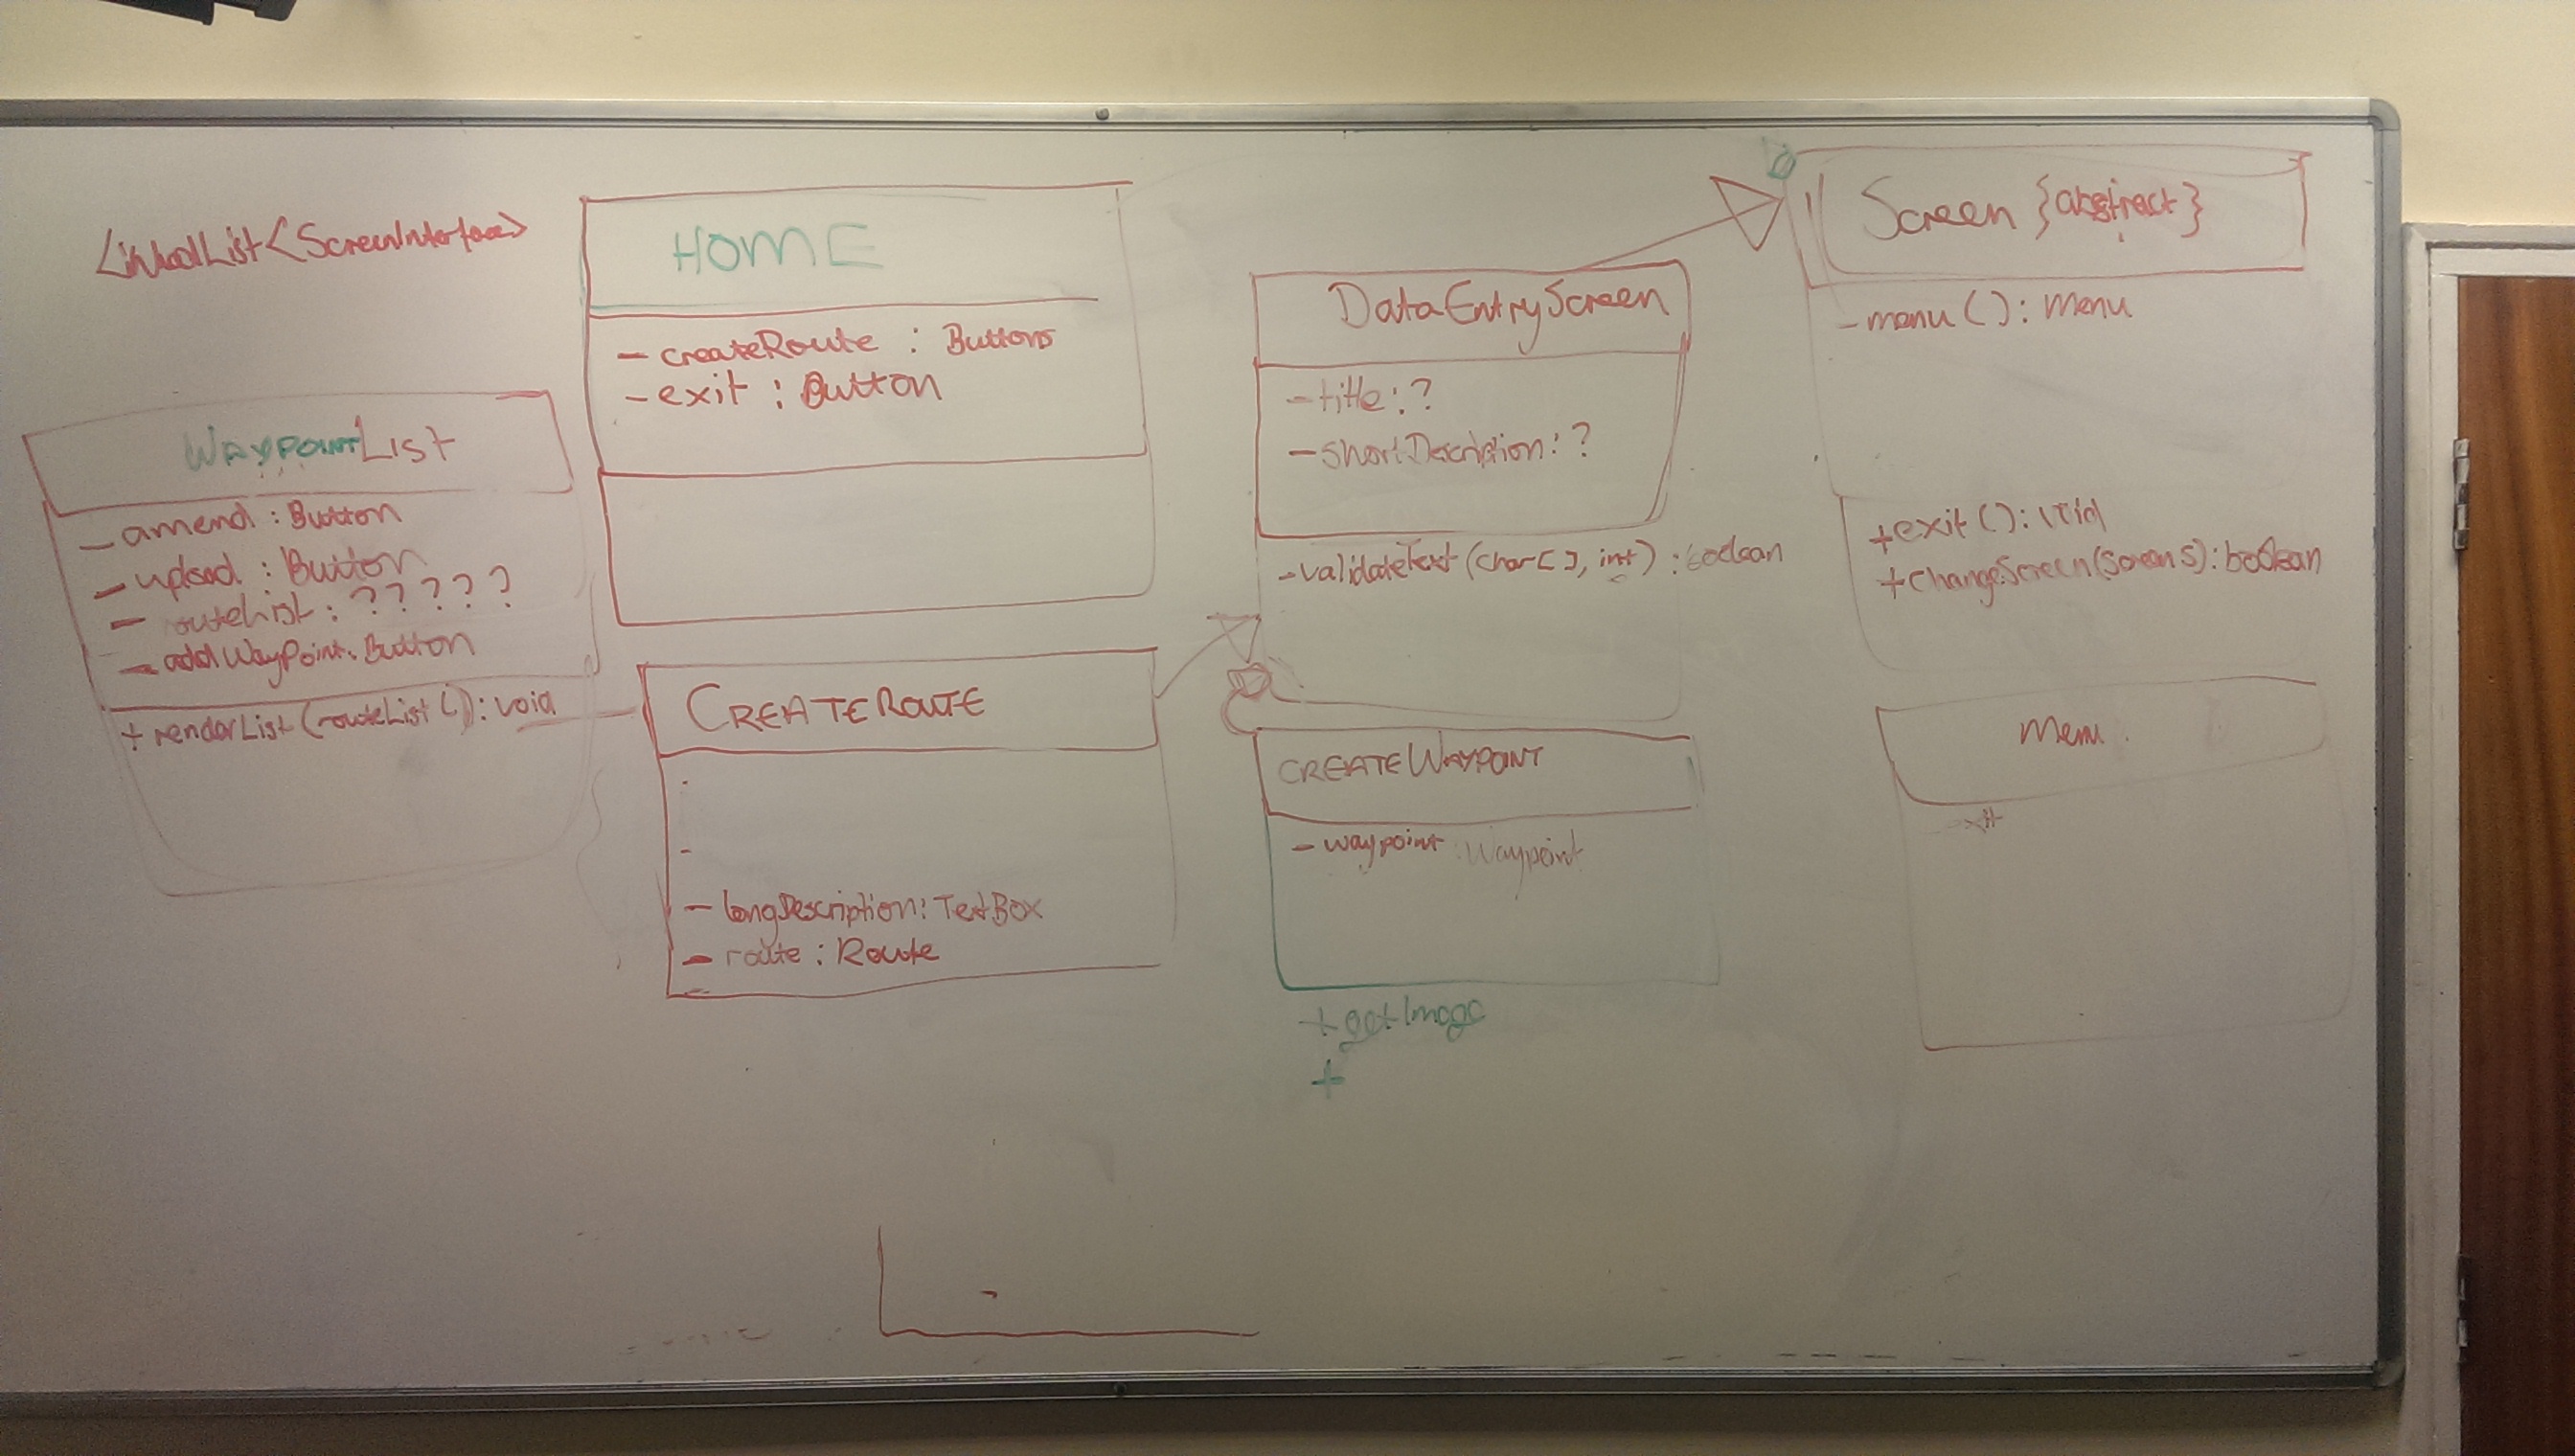 LinkedList<ScreenInterface>
HOME
- createRoute : Buttons
- exit : Button
WAYPOINTList
- amend : Button
- upload : Button
- routeList : ?????
- addWayPoint : Button
+ renderList (routeList ()) : void
CREATEROUTE
-
-
- longDescription : TextBox
- route : Route
DataEntryScreen
- title : ?
- shortDescription : ?
- validateText (char[], int) : boolean
CREATEWAYPOINT
- waypoint : Waypoint
+ getImage
+
Screen {abstract}
- menu () : Menu
+ exit () : void
+ changeScreen (Screen S) : boolean
Menu